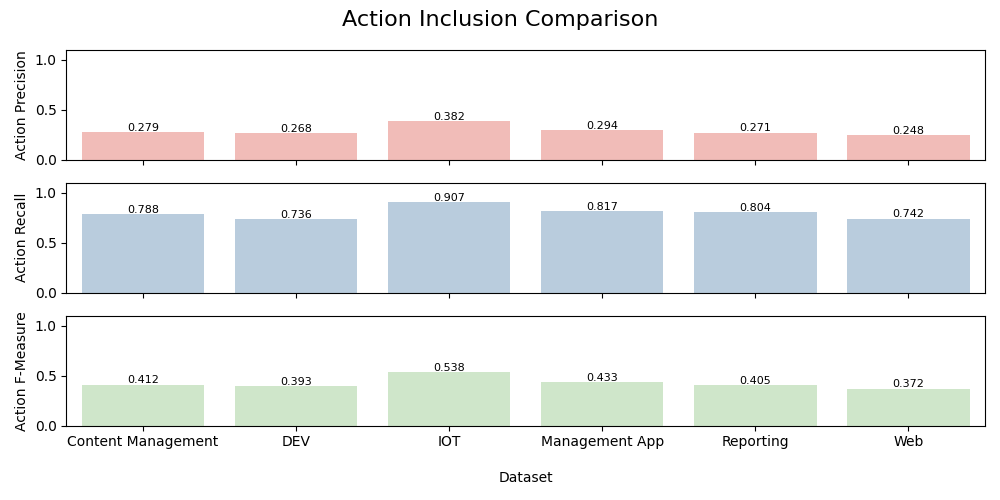 Action Inclusion Comparison
Action Precision
1.0
0.5
0.0
0.279
0.268
0.382
0.294
0.271
0.248
Action Recall
1.0
0.5
0.0
0.788
0.736
0.907
0.817
0.804
0.742
Action F-Measure
1.0
0.5
0.0
0.412
0.393
0.538
0.433
0.405
0.372
Content Management
DEV
IOT
Management App
Reporting
Web
Dataset